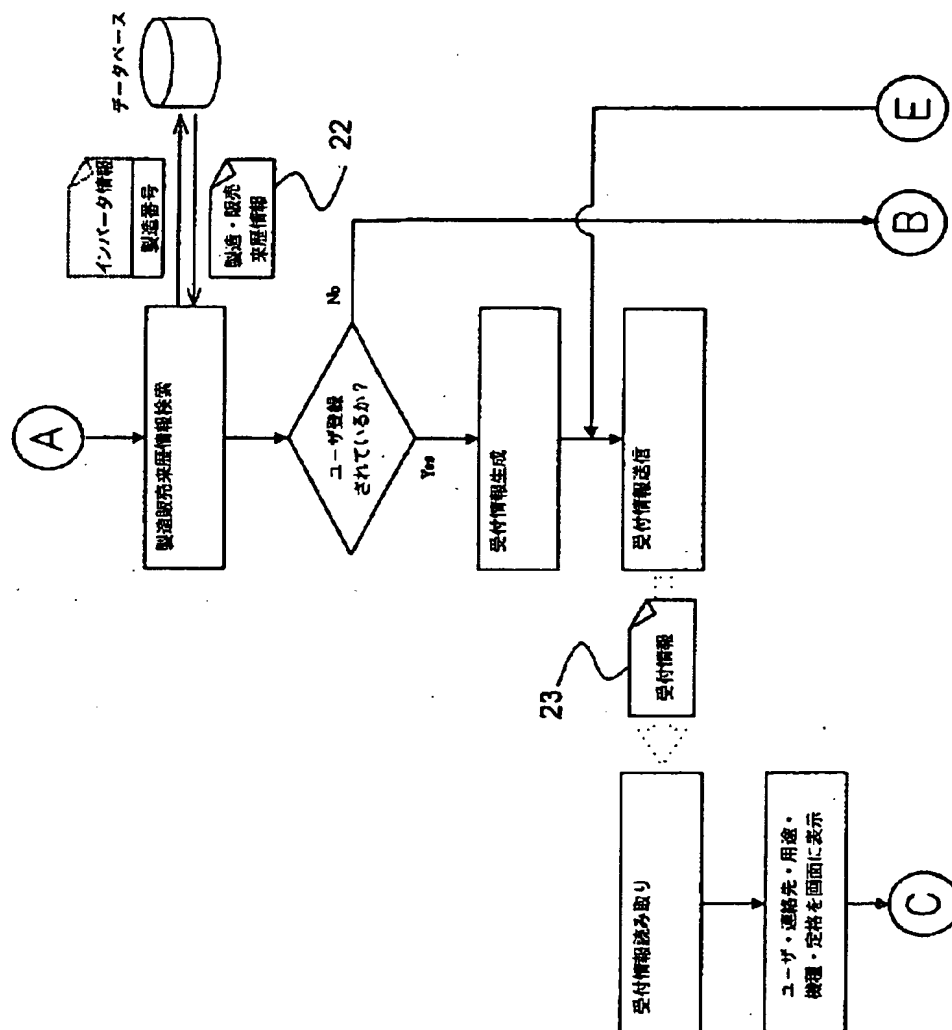 A
データベース
インバータ情報
製造番号
製造・販売
来歴情報
22
製造販売来歴情報検索
ユーザ登録
されているか?
No
Yes
受付情報生成
受付情報送信
E
B
23
受付情報
受付情報読み取り
ユーザ・連絡先・用途・
機種・定格を画面に表示
C